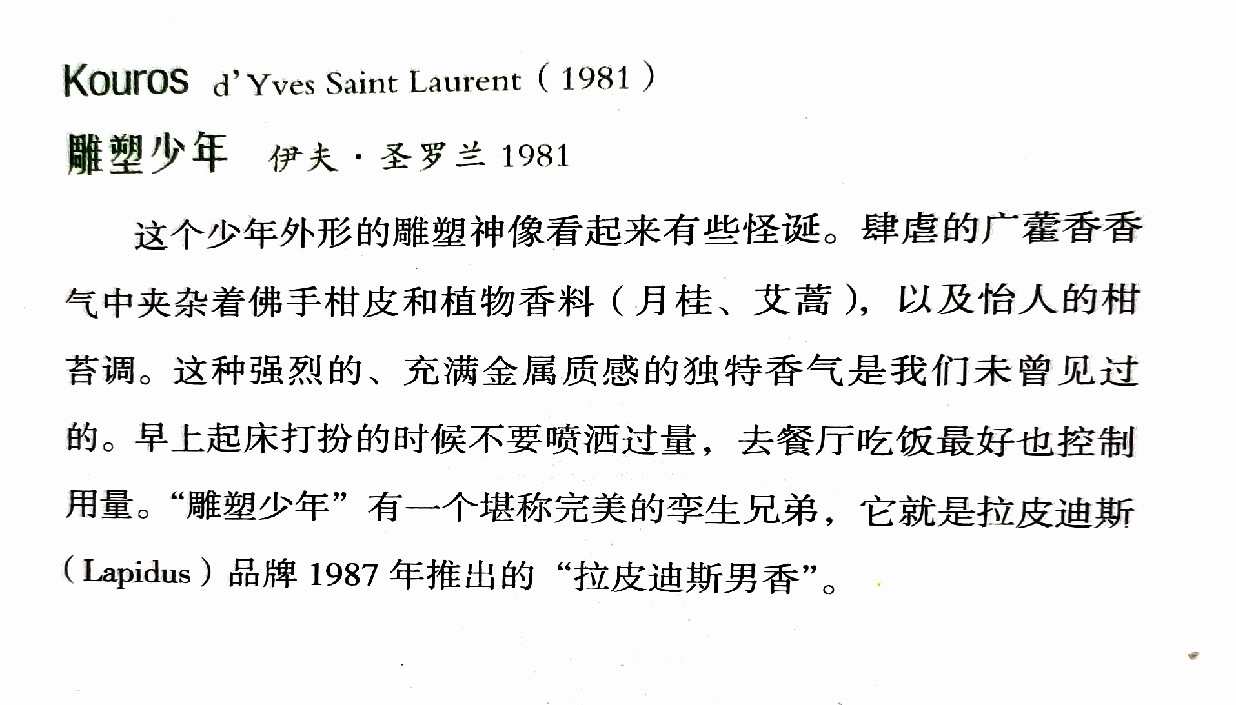 Kouros d’Yves Saint Laurent（1981）
雕塑少年 伊夫·圣罗兰 1981
这个少年外形的雕塑神像看起来有些怪诞。肆虐的广藿香香
气中夹杂着佛手柑皮和植物香料（月桂、艾蒿），以及怡人的柑
苔调。这种强烈的、充满金属质感的独特香气是我们未曾见过
的。早上起床打扮的时候不要喷洒过量，去餐厅吃饭最好也控制
用量。“雕塑少年”有一个堪称完美的孪生兄弟，它就是拉皮迪斯
（Lapidus）品牌 1987 年推出的“拉皮迪斯男香”。